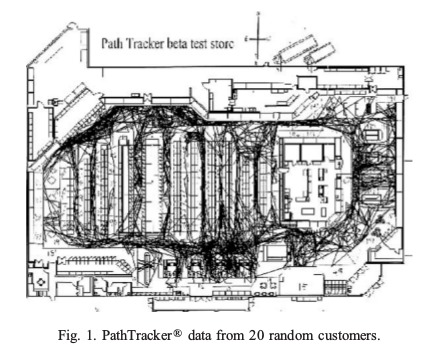 Path Tracker beta test store
Fig. 1. PathTracker® data from 20 random customers.